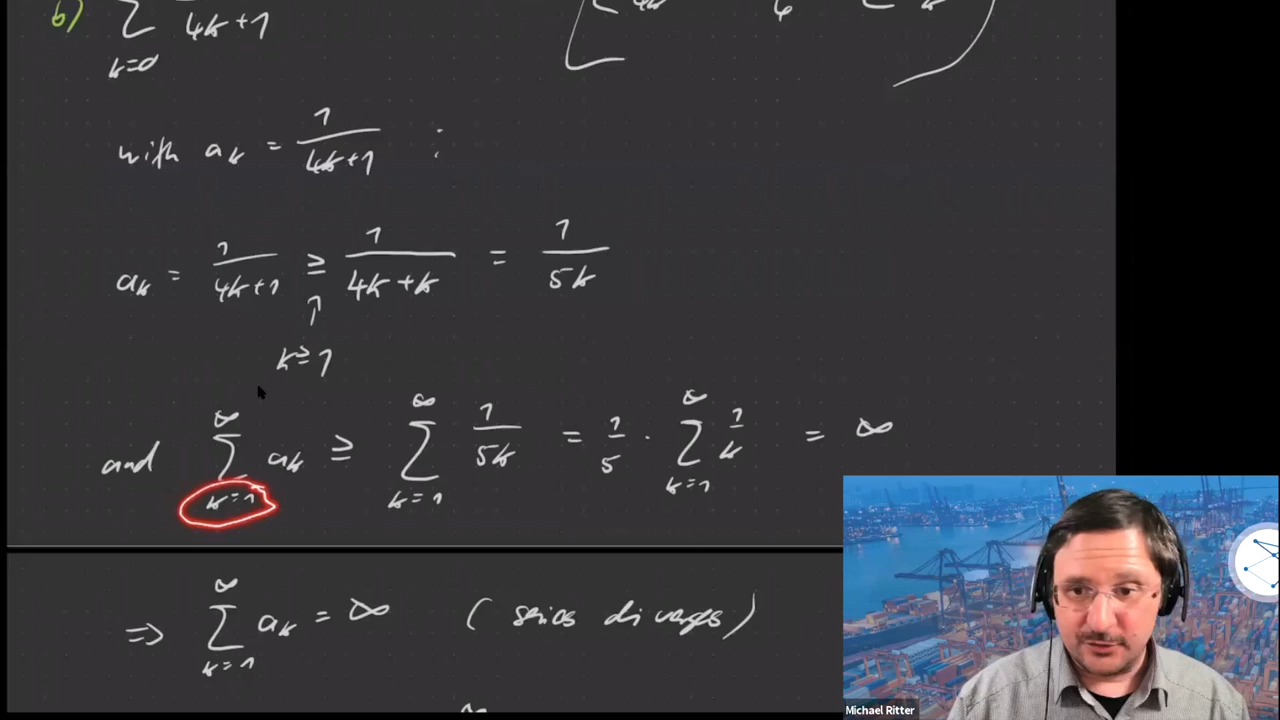 b) ∑_{k=0} 1/(4k+1)
with a_k = 1/(4k+1) :
a_k = 1/(4k+1) ≥ 1/(4k+k) = 1/(5k)
↑
k≥1
and ∑_{k=1}^{∞} a_k ≥ ∑_{k=1}^{∞} 1/(5k) = 1/5 · ∑_{k=1}^{∞} 1/k = ∞
⇒ ∑_{k=1}^{∞} a_k = ∞ (series diverges)
Michael Ritter